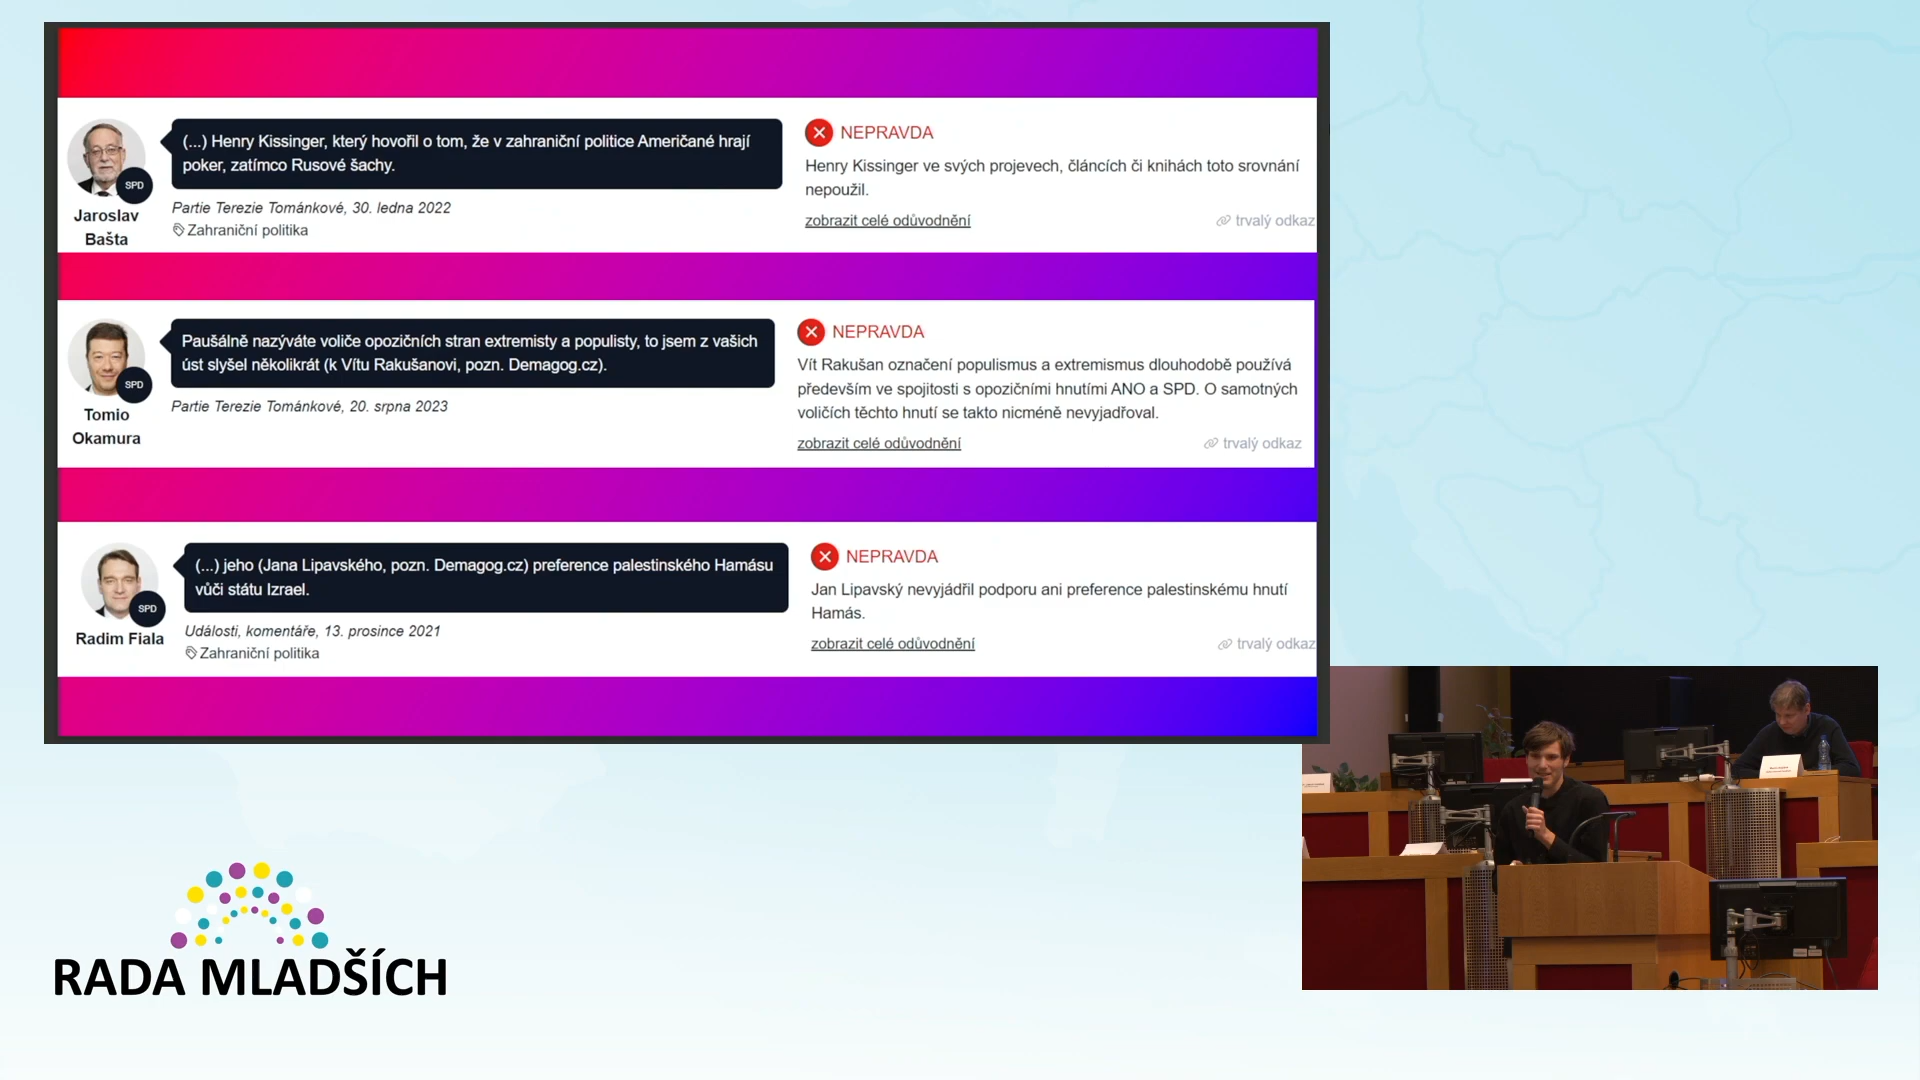 (...) Henry Kissinger, který hovořil o tom, že v zahraniční politice Američané hrají
poker, zatímco Rusové šachy.
SPD
Jaroslav
Bašta
Partie Terezie Tománkové, 30. ledna 2022
Zahraniční politika
NEPRAVDA
Henry Kissinger ve svých projevech, článcích či knihách toto srovnání
nepoužil.
zobrazit celé odůvodnění
trvalý odkaz
Paušálně nazýváte voliče opozičních stran extremisty a populisty, to jsem z vašich
úst slyšel několikrát (k Vítu Rakušanovi, pozn. Demagog.cz).
SPD
Tomio
Okamura
Partie Terezie Tománkové, 20. srpna 2023
NEPRAVDA
Vít Rakušan označení populismus a extremismus dlouhodobě používá
především ve spojitosti s opozičními hnutími ANO a SPD. O samotných
voličích těchto hnutí se takto nicméně nevyjadřoval.
zobrazit celé odůvodnění
trvalý odkaz
(...) jeho (Jana Lipavského, pozn. Demagog.cz) preference palestinského Hamásu
vůči státu Izrael.
SPD
Radim Fiala
Události, komentáře, 13. prosince 2021
Zahraniční politika
NEPRAVDA
Jan Lipavský nevyjádřil podporu ani preference palestinskému hnutí
Hamás.
zobrazit celé odůvodnění
trvalý odkaz
RADA MLADŠÍCH